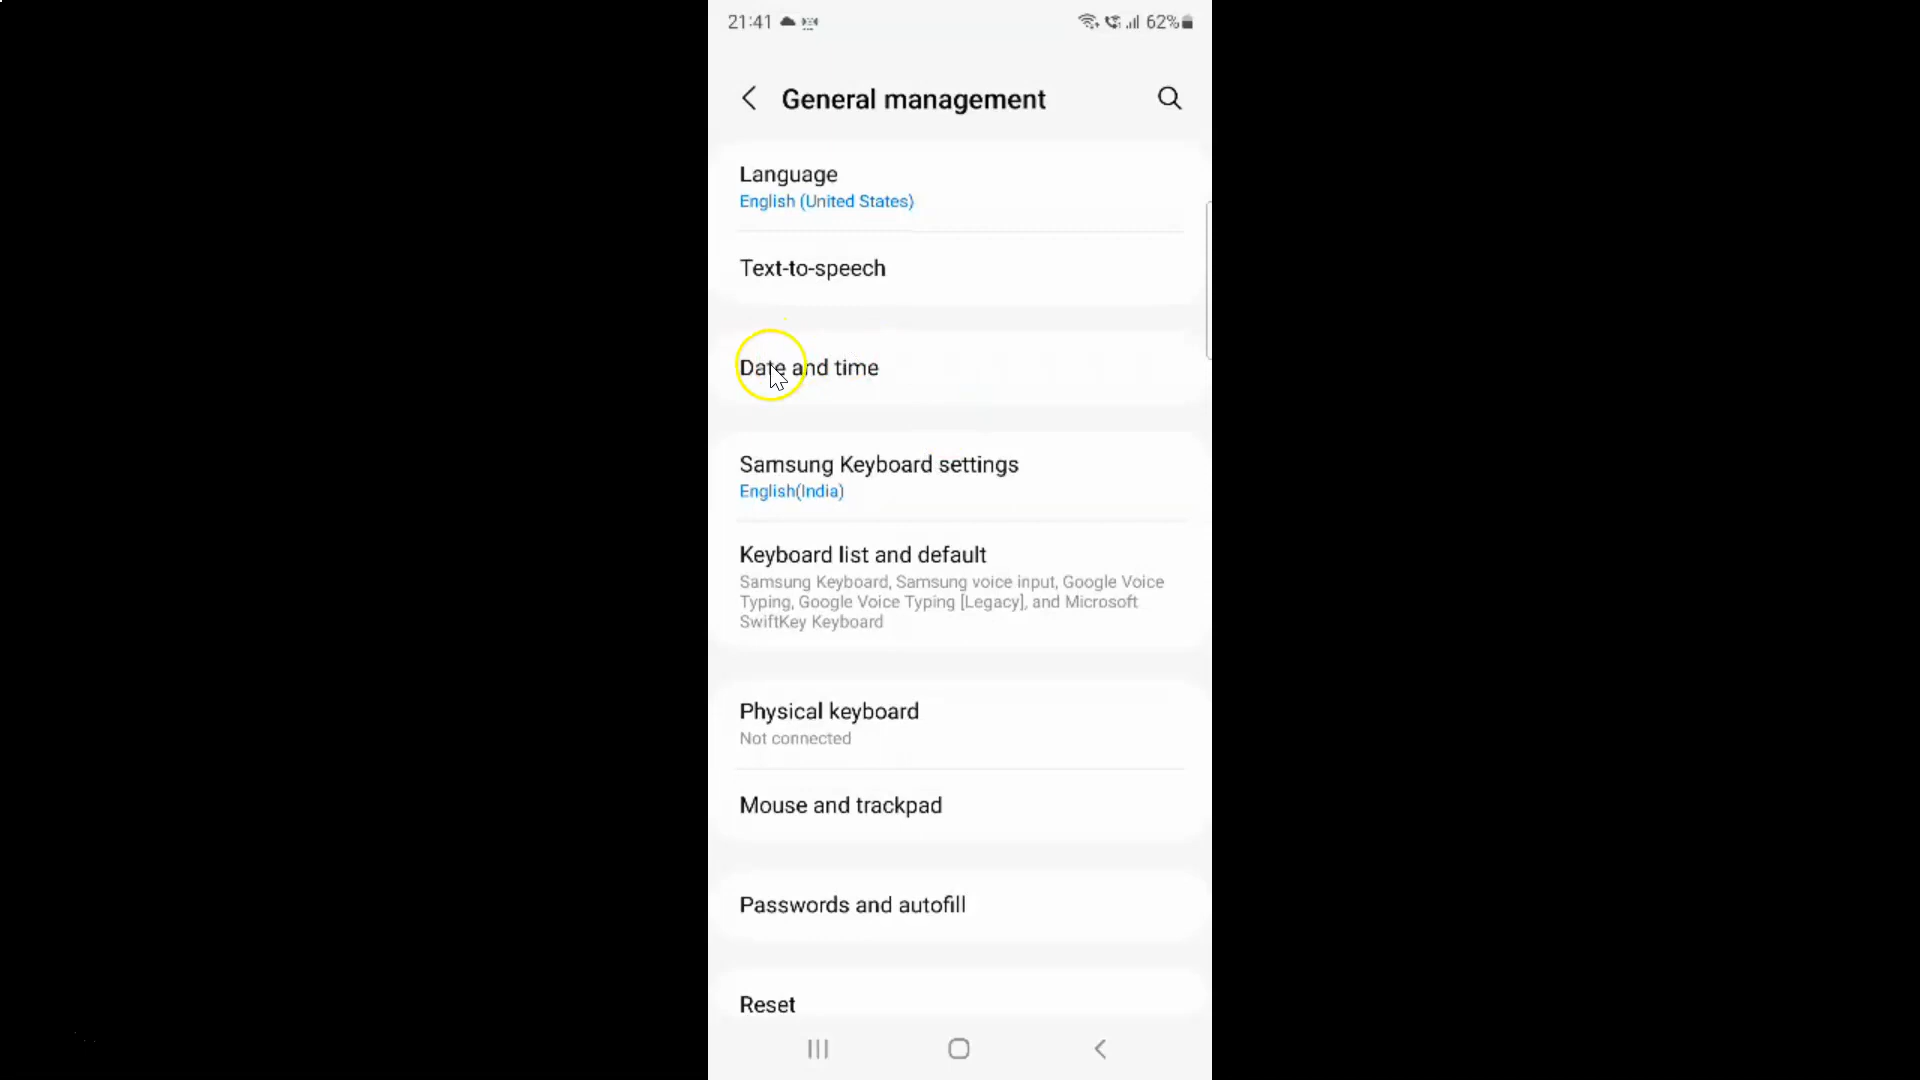 21:41 62%
General management
Language
English (United States)
Text-to-speech
Date and time
Samsung Keyboard settings
English(India)
Keyboard list and default
Samsung Keyboard, Samsung voice input, Google Voice
Typing, Google Voice Typing [Legacy], and Microsoft
SwiftKey Keyboard
Physical keyboard
Not connected
Mouse and trackpad
Passwords and autofill
Reset